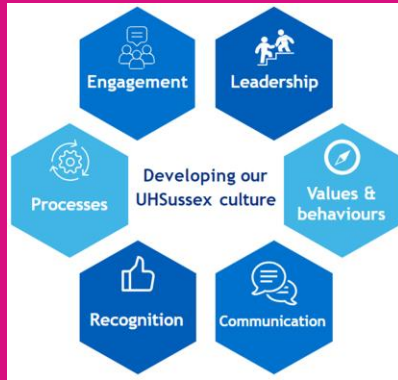 Engagement
Leadership
Developing our
UHSussex culture
Processes
Values &
behaviours
Recognition
Communication